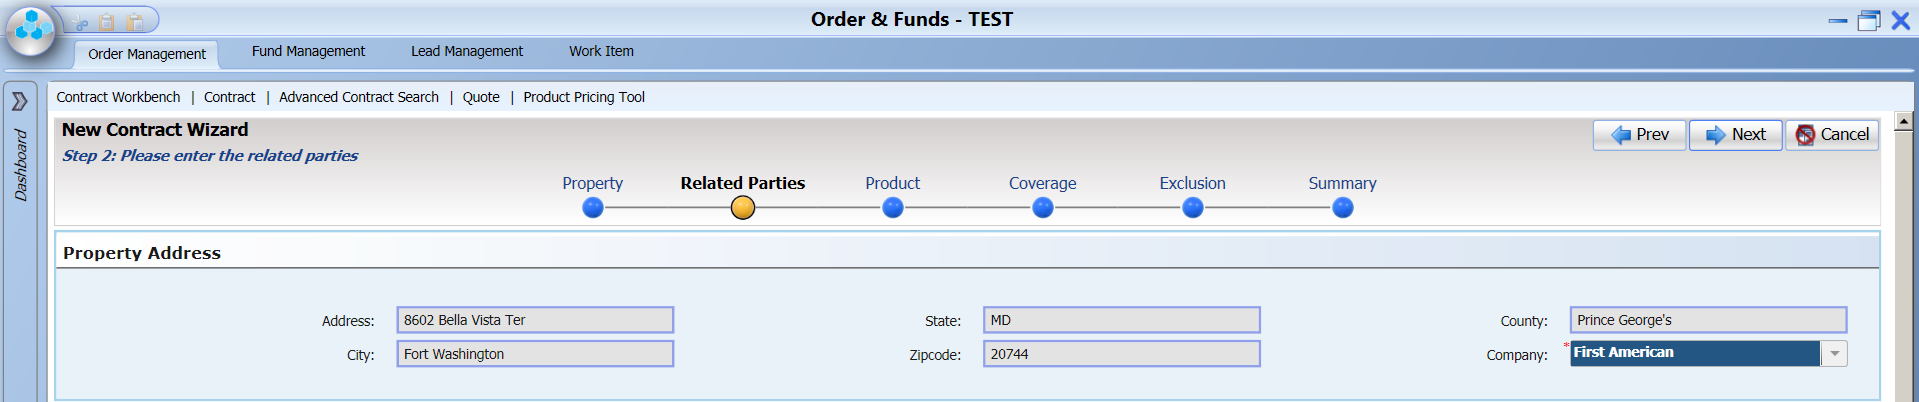 Order & Funds - TEST
Order Management Fund Management Lead Management Work Item
Contract Workbench | Contract | Advanced Contract Search | Quote | Product Pricing Tool
Dashboard
New Contract Wizard
Prev Next Cancel
Step 2: Please enter the related parties
Property Related Parties Product Coverage Exclusion Summary
Property Address
Address: 8602 Bella Vista Ter State: MD County: Prince George's
City: Fort Washington Zipcode: 20744 Company: * First American